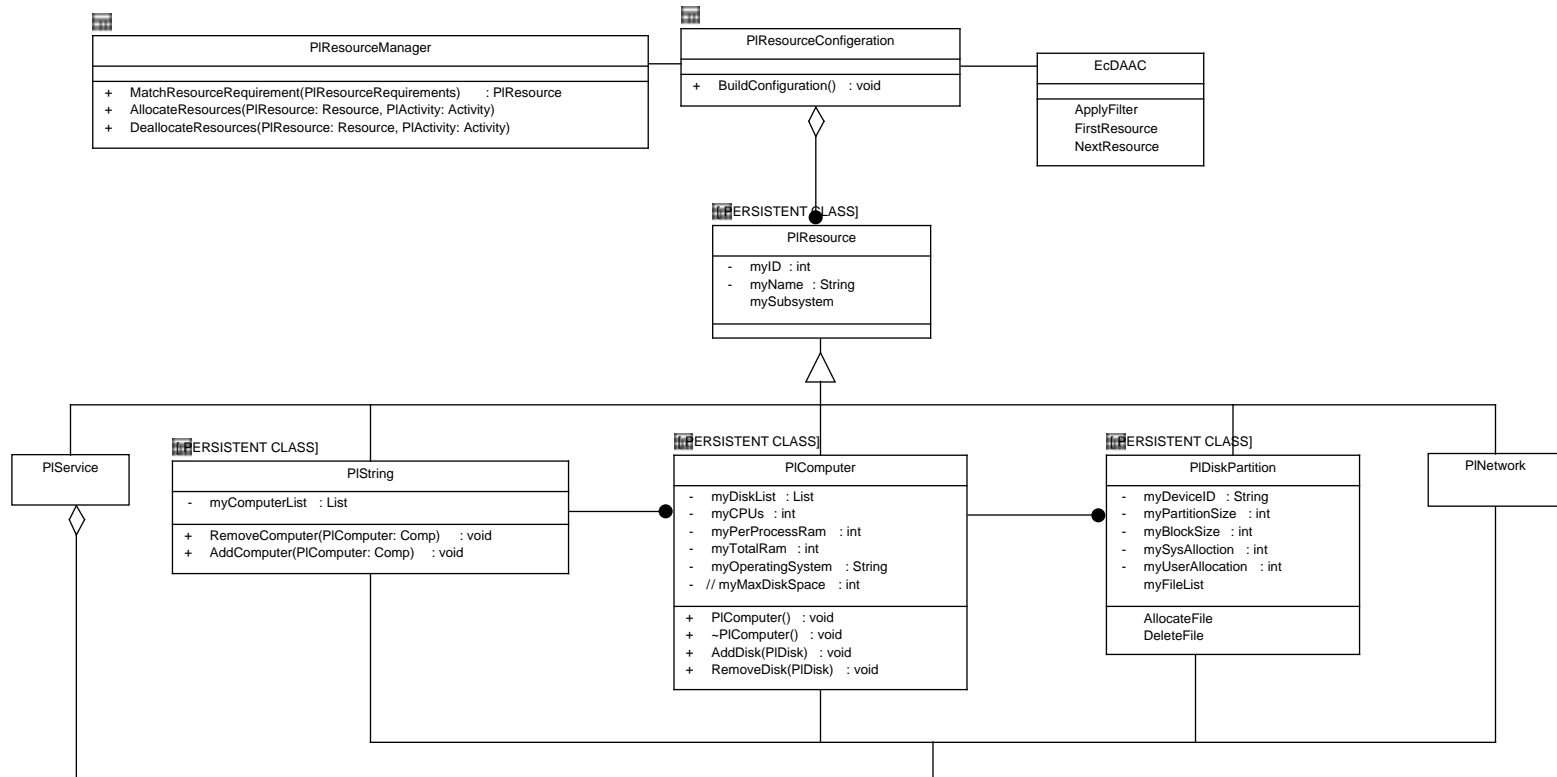 PlResourceManager
+ MatchResourceRequirement(PlResourceRequirements) : PlResource
+ AllocateResources(PlResource: Resource, PlActivity: Activity)
+ DeallocateResources(PlResource: Resource, PlActivity: Activity)
PlResourceConfigeration
+ BuildConfiguration() : void
EcDAAC
ApplyFilter
FirstResource
NextResource
[ PERSISTENT CLASS]
PlResource
- myID : int
- myName : String
mySubsystem
PlService
[ PERSISTENT CLASS]
PlString
- myComputerList : List
+ RemoveComputer(PlComputer: Comp) : void
+ AddComputer(PlComputer: Comp) : void
[ PERSISTENT CLASS]
PlComputer
- myDiskList : List
- myCPUs : int
- myPerProcessRam : int
- myTotalRam : int
- myOperatingSystem : String
- // myMaxDiskSpace : int
+ PlComputer() : void
+ ~PlComputer() : void
+ AddDisk(PlDisk) : void
+ RemoveDisk(PlDisk) : void
[ PERSISTENT CLASS]
PlDiskPartition
- myDeviceID : String
- myPartitionSize : int
- myBlockSize : int
- mySysAlloction : int
- myUserAllocation : int
myFileList
AllocateFile
DeleteFile
PlNetwork